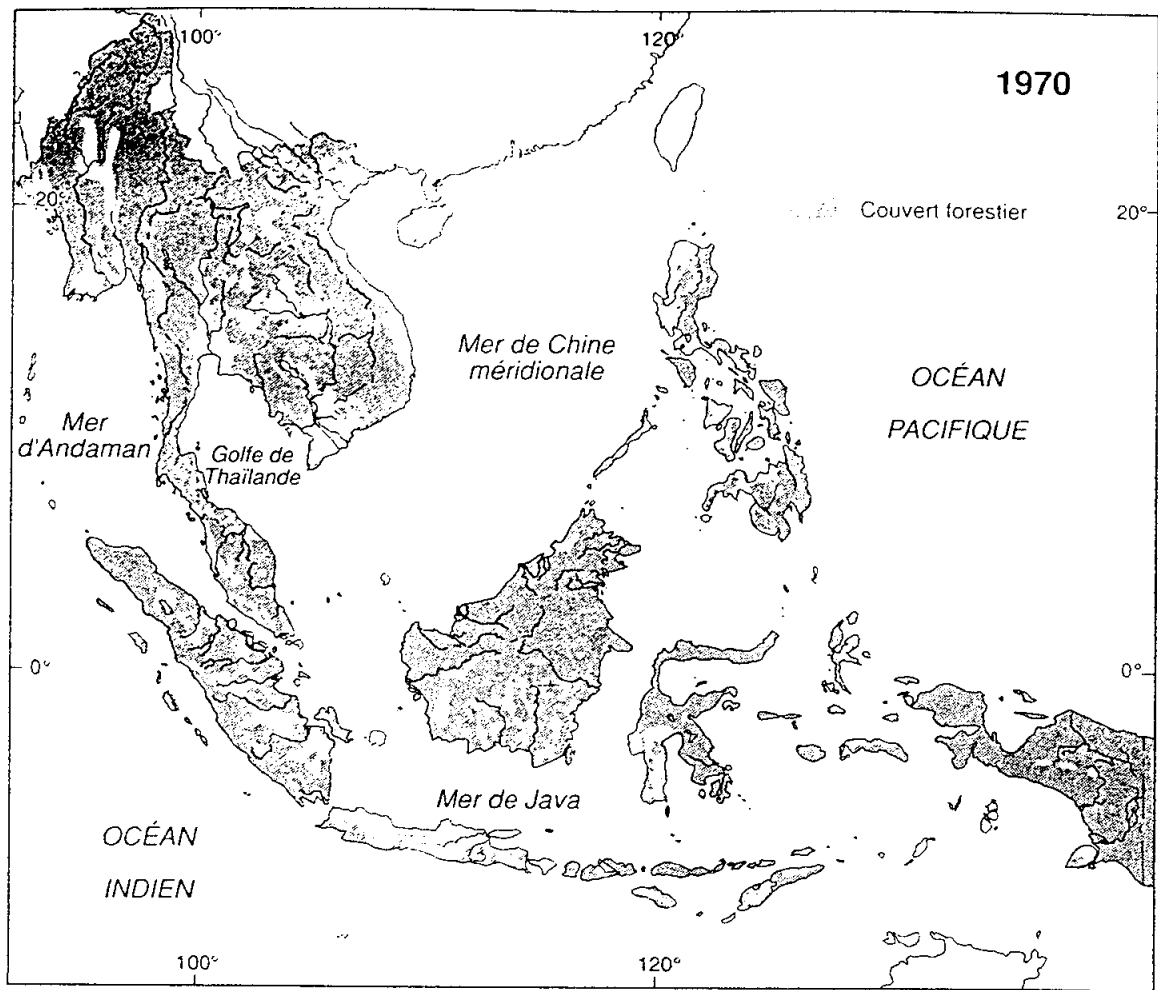 100°
120°
1970
20°
Couvert forestier
20°
Mer de Chine
méridionale
OCÉAN
PACIFIQUE
Mer
d'Andaman
Golfe de
Thaïlande
0°
0°
Mer de Java
OCÉAN
INDIEN
100°
120°